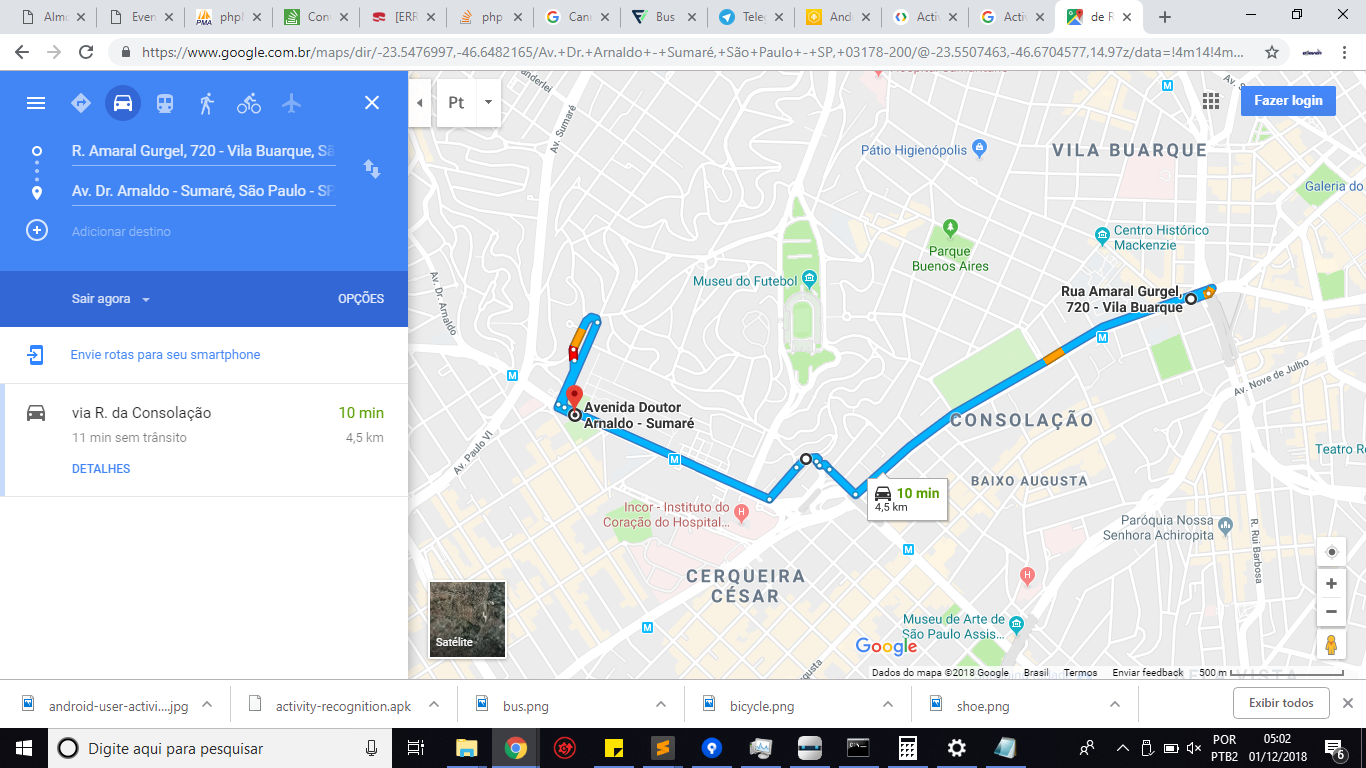 Almo
Even
phpM
Conv
[ERR
php
Cann
Bus
Teleg
Andr
Activ
Activ
de R
https://www.google.com.br/maps/dir/-23.5476997,-46.6482165/Av.+Dr.+Arnaldo+-+Sumaré,+São+Paulo+-+SP,+03178-200/@-23.5507463,-46.6704577,14.97z/data=!4m14!4m...
R. Amaral Gurgel, 720 - Vila Buarque, Sã
Av. Dr. Arnaldo - Sumaré, São Paulo - SP
Adicionar destino
Sair agora
OPÇÕES
Envie rotas para seu smartphone
via R. da Consolação
10 min
11 min sem trânsito
4,5 km
DETALHES
Pt
Fazer login
Av. Sumaré
Av. Dr. Arnaldo
Av. Paulo VI
Pátio Higienópolis
VILA BUARQUE
Galeria do
Centro Histórico
Mackenzie
Parque
Buenos Aires
Museu do Futebol
Rua Amaral Gurgel,
720 - Vila Buarque
Av. Nove de Julho
Avenida Doutor
Arnaldo - Sumaré
CONSOLAÇÃO
Teatro R
BAIXO AUGUSTA
10 min
4,5 km
Incor - Instituto do
Coração do Hospital...
Paróquia Nossa
Senhora Achiropita
R. Rui Barbosa
CERQUEIRA
CÉSAR
Museu de Arte de
São Paulo Assis...
Satélite
Google
Dados do mapa ©2018 Google
Brasil
Termos
Enviar feedback
500 m
android-user-activi....jpg
activity-recognition.apk
bus.png
bicycle.png
shoe.png
Exibir todos
Digite aqui para pesquisar
POR
PTB2
05:02
01/12/2018
6